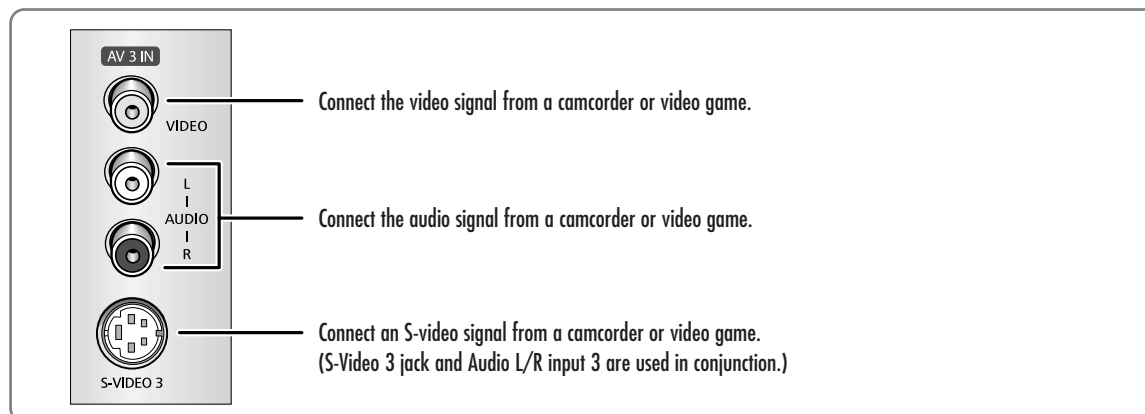 AV 3 IN
VIDEO
Connect the video signal from a camcorder or video game.
L
AUDIO
R
Connect the audio signal from a camcorder or video game.
S-VIDEO 3
Connect an S-video signal from a camcorder or video game.
(S-Video 3 jack and Audio L/R input 3 are used in conjunction.)